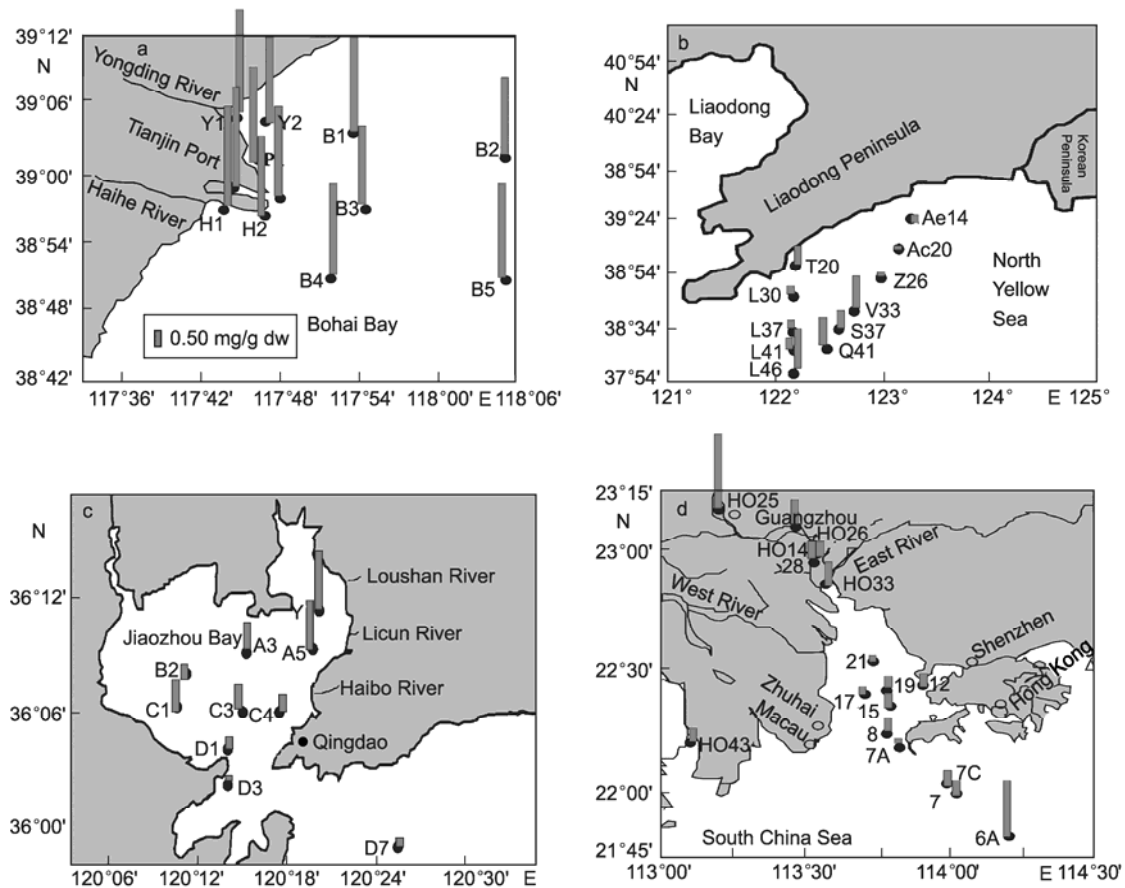 a
39°12'
N
39°06'
39°00'
38°54'
38°48'
38°42'
117°36'
117°42'
117°48'
117°54'
118°00'
E
118°06'
Yongding River
Tianjin Port
Haihe River
Y1
Y2
P
H1
H2
B1
B2
B3
B4
B5
Bohai Bay
0.50 mg/g dw
b
40°54'
N
40°24'
38°54'
39°24'
38°54'
38°34'
37°54'
121°
122°
123°
124°
E
125°
Liaodong
Bay
Liaodong Peninsula
Korean
Peninsula
Ae14
Ac20
Z26
T20
L30
V33
L37
S37
L41
Q41
L46
North
Yellow
Sea
c
N
36°12'
36°06'
36°00'
120°06'
120°12'
120°18'
120°24'
120°30'
E
Loushan River
Licun River
Haibo River
Jiaozhou Bay
Y
A3
A5
B2
C1
C3
C4
D1
Qingdao
D3
D7
d
23°15'
N
23°00'
22°30'
22°00'
21°45'
113°00'
113°30'
114°00'
E
114°30'
HO25
Guangzhou
HO26
HO14
28
HO33
East River
West River
Shenzhen
Hong Kong
Zhuhai
Macau
21
19
12
17
15
8
7A
HO43
7C
7
6A
South China Sea